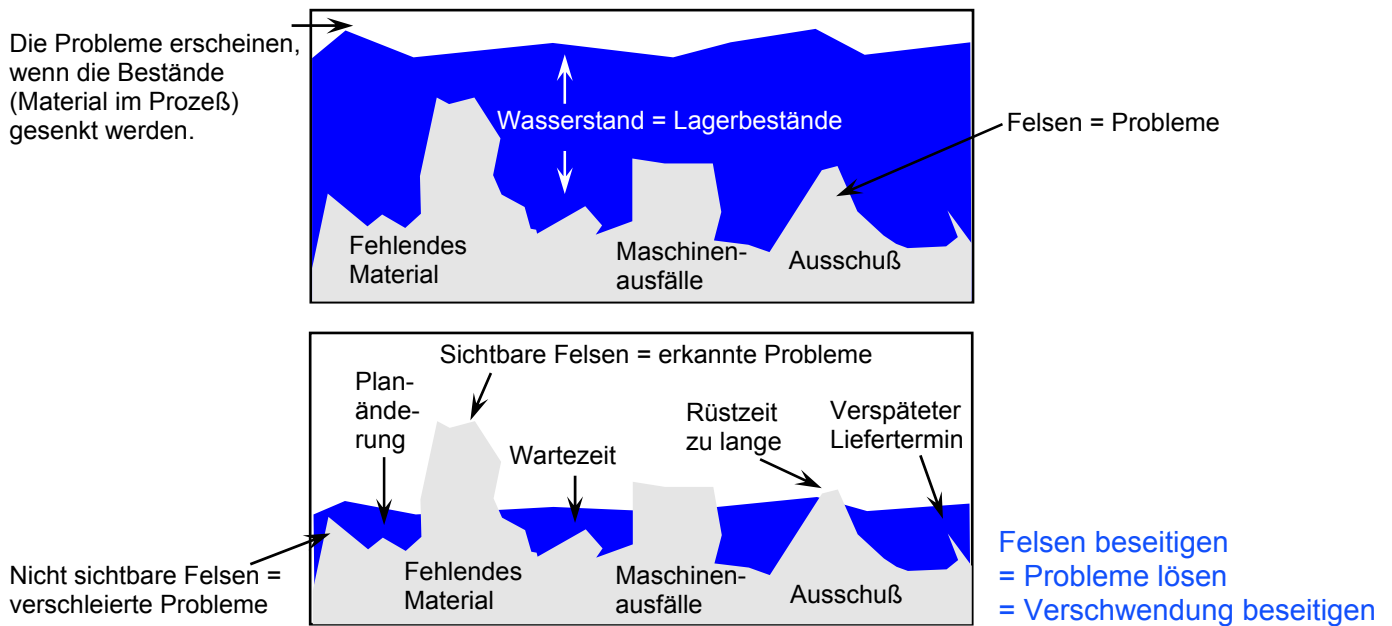 Die Probleme erscheinen,
wenn die Bestände
(Material im Prozeß)
gesenkt werden.
Wasserstand = Lagerbestände
Felsen = Probleme
Fehlendes
Material
Maschinen-
ausfälle
Ausschuß
Sichtbare Felsen = erkannte Probleme
Plan-
ände-
rung
Wartezeit
Rüstzeit
zu lange
Verspäteter
Liefertermin
Nicht sichtbare Felsen =
verschleierte Probleme
Fehlendes
Material
Maschinen-
ausfälle
Ausschuß
Felsen beseitigen
= Probleme lösen
= Verschwendung beseitigen